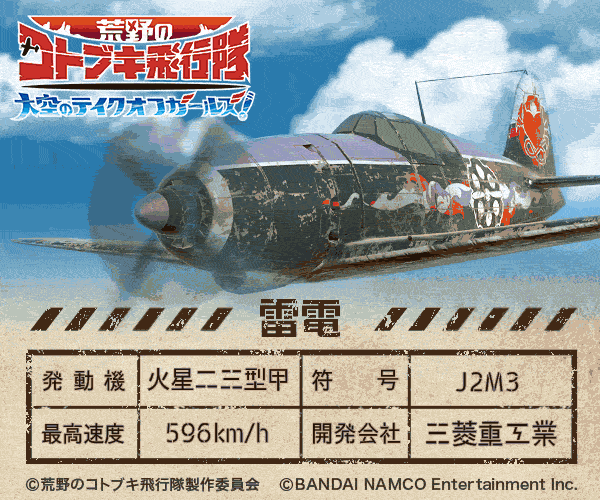 荒野の
コトブキ飛行隊
大空のテイクオフガールズ!
雷電
発動機 火星二三型甲 符号 J2M3
最高速度 596km/h 開発会社 三菱重工業
©荒野のコトブキ飛行隊製作委員会 ©BANDAI NAMCO Entertainment Inc.